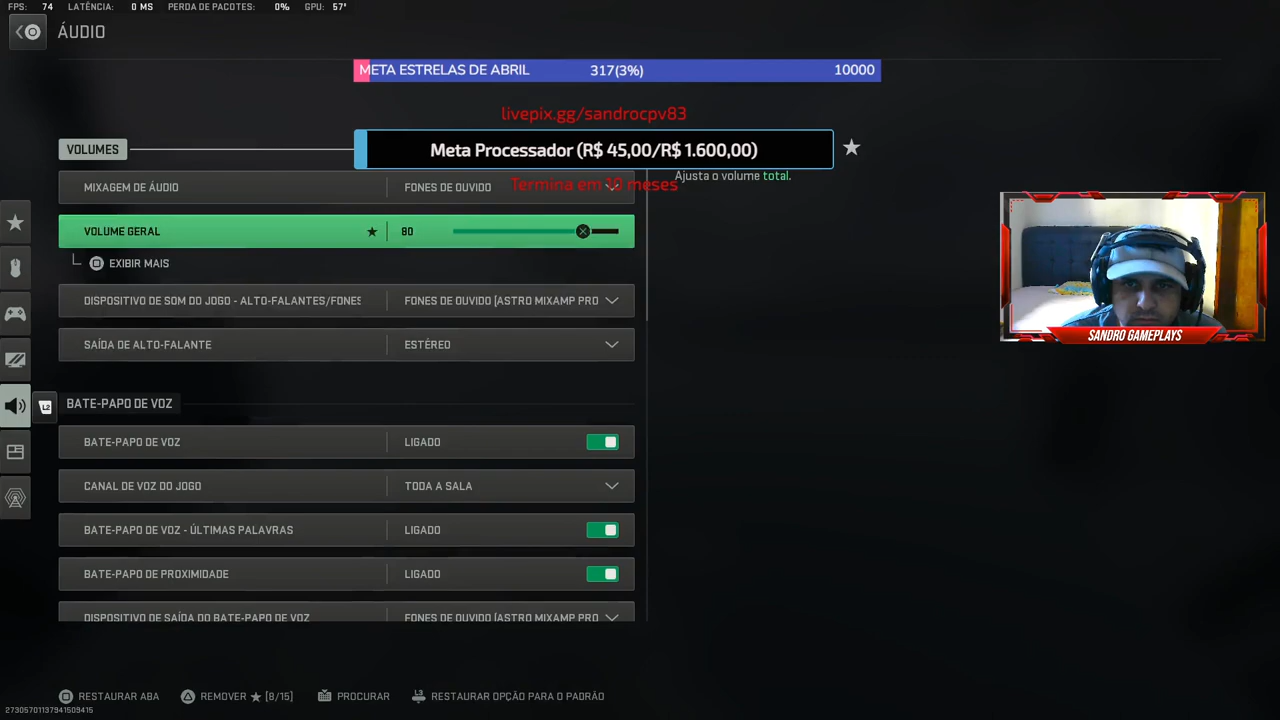 FPS: 74 LATÊNCIA: 0 MS PERDA DE PACOTES: 0% GPU: 57°
ÁUDIO
META ESTRELAS DE ABRIL 317(3%) 10000
livepix.gg/sandrocpv83
VOLUMES
Meta Processador (R$ 45,00/R$ 1.600,00)
Termina em 10 meses
Ajusta o volume total.
MIXAGEM DE ÁUDIO FONES DE OUVIDO
VOLUME GERAL 80
EXIBIR MAIS
DISPOSITIVO DE SOM DO JOGO - ALTO-FALANTES/FONES FONES DE OUVIDO [ASTRO MIXAMP PRO
SAÍDA DE ALTO-FALANTE ESTÉREO
L2
BATE-PAPO DE VOZ
BATE-PAPO DE VOZ LIGADO
CANAL DE VOZ DO JOGO TODA A SALA
BATE-PAPO DE VOZ - ÚLTIMAS PALAVRAS LIGADO
BATE-PAPO DE PROXIMIDADE LIGADO
DISPOSITIVO DE SAÍDA DO BATE-PAPO DE VOZ FONES DE OUVIDO [ASTRO MIXAMP PRO
SANDRO GAMEPLAYS
RESTAURAR ABA REMOVER ★ [8/15] PROCURAR L3 RESTAURAR OPÇÃO PARA O PADRÃO
27305701137941509415